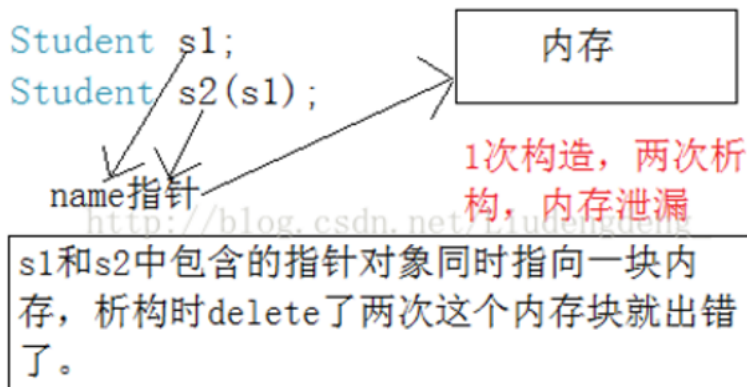 Student s1;
内存
Student s2(s1);
1次构造，两次析
构，内存泄漏
name指针
http://blog.csdn.net/Liudengdeng
s1和s2中包含的指针对象同时指向一块内
存，析构时delete了两次这个内存块就出错
了。